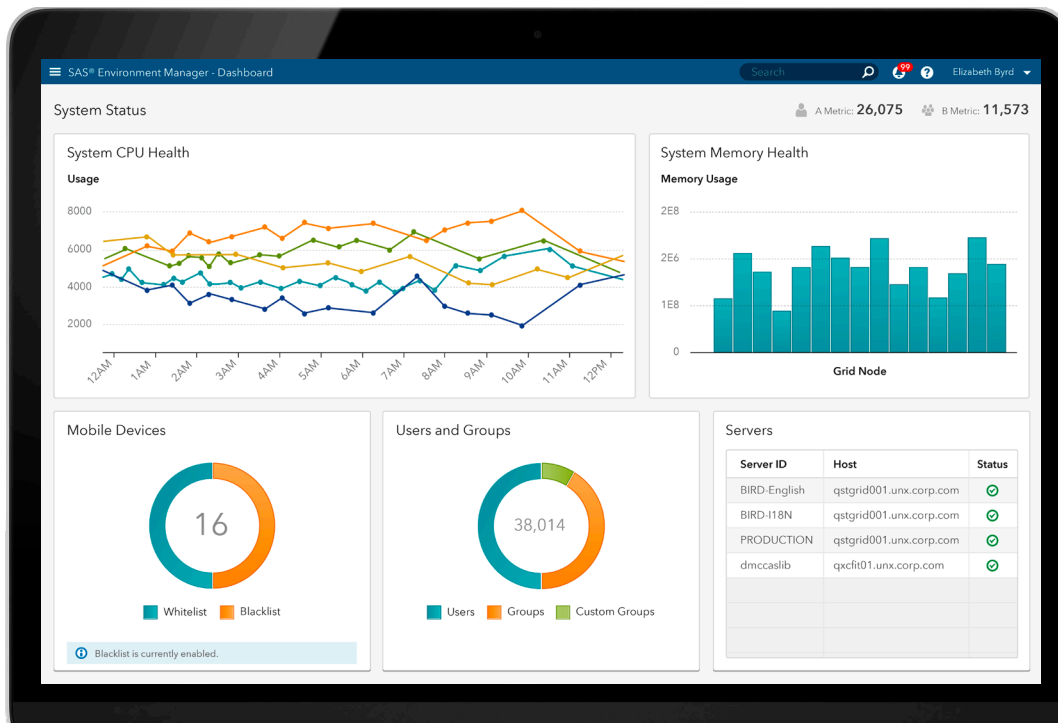 SAS® Environment Manager - Dashboard
Search
99
?
Elizabeth Byrd
System Status
A Metric: 26,075
B Metric: 11,573
System CPU Health
Usage
8000
6000
4000
2000
12AM
1AM
2AM
3AM
4AM
5AM
6AM
7AM
8AM
9AM
10AM
11AM
12PM
System Memory Health
Memory Usage
2E8
2E6
1E8
0
Grid Node
Mobile Devices
16
Whitelist
Blacklist
Blacklist is currently enabled.
Users and Groups
38,014
Users
Groups
Custom Groups
Servers
Server ID Host Status
BIRD-English qstgrid001.unx.corp.com
BIRD-I18N qstgrid001.unx.corp.com
PRODUCTION qstgrid001.unx.corp.com
dmccaslib qxcfit01.unx.corp.com